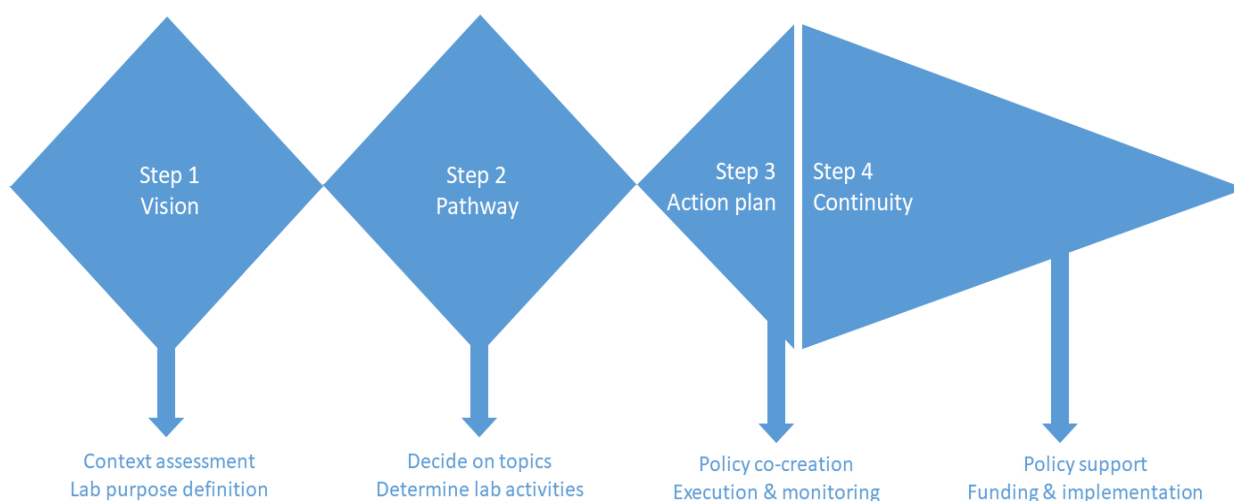 Step 1
Vision
Step 2
Pathway
Step 3
Action plan
Step 4
Continuity
Context assessment
Lab purpose definition
Decide on topics
Determine lab activities
Policy co-creation
Execution & monitoring
Policy support
Funding & implementation